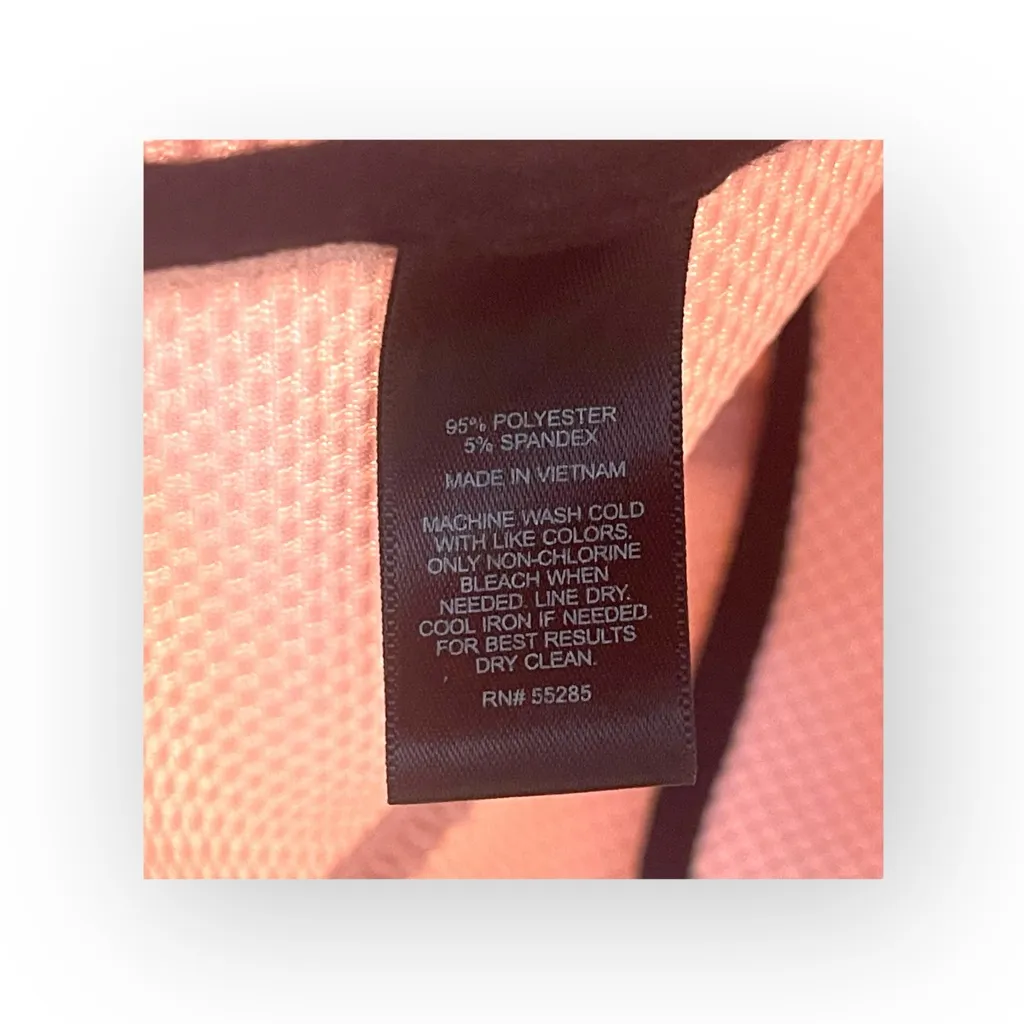 95% POLYESTER
5% SPANDEX
MADE IN VIETNAM
MACHINE WASH COLD
WITH LIKE COLORS.
ONLY NON-CHLORINE
BLEACH WHEN
NEEDED. LINE DRY.
COOL IRON IF NEEDED.
FOR BEST RESULTS
DRY CLEAN.
RN# 55285